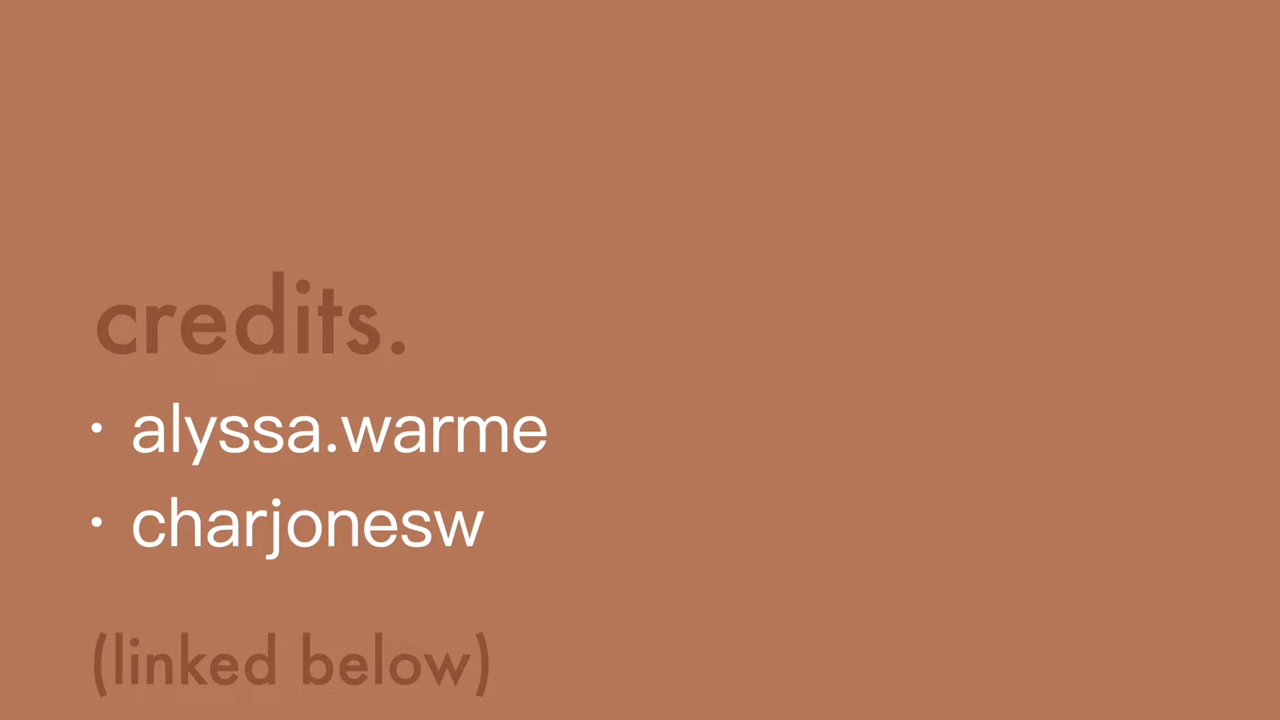 credits.
• alyssa.warme
• charjonesw
(linked below)